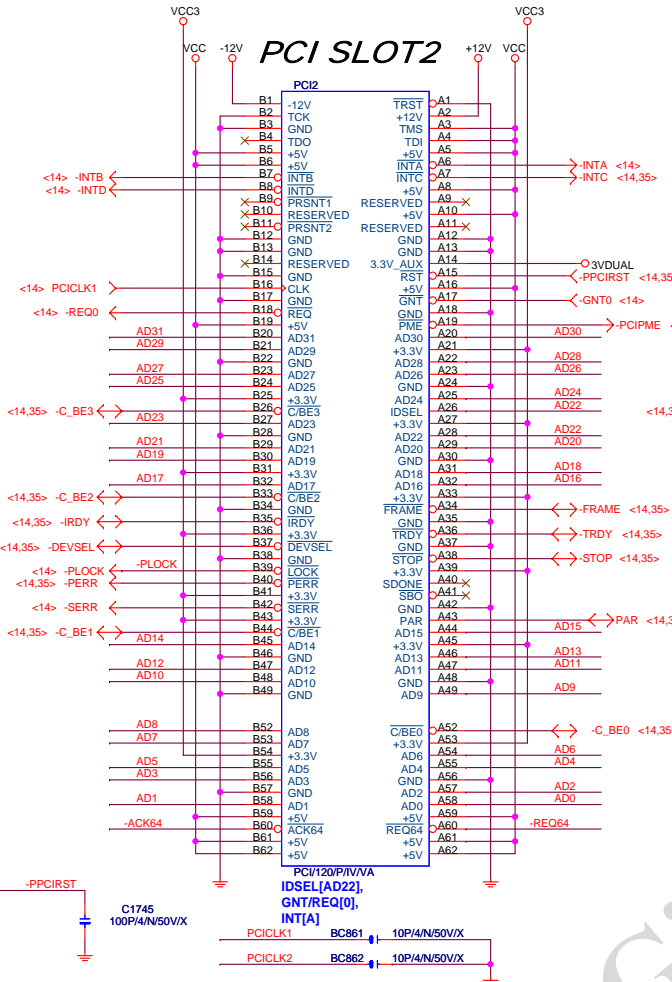 VCC3 VCC3
VCC -12V PCI SLOT2 +12V VCC
PCI2
B1 -12V TRST A1
B2 TCK +12V A2
B3 GND TMS A3
B4 TDO TDI A4
B5 +5V +5V A5
B6 +5V INTA A6 -INTA <14>
<14> -INTB B7 INTB INTC A7 -INTC <14,35>
<14> -INTD B8 INTD +5V A8
B9 PRSNT1 RESERVED A9
B10 RESERVED +5V A10
B11 PRSNT2 RESERVED A11
B12 GND GND A12
B13 GND GND A13
B14 RESERVED 3.3V_AUX A14 3VDUAL
B15 GND RST A15 -PPCIRST <14,35
<14> PCICLK1 B16 CLK +5V A16
B17 GND GNT A17 -GNT0 <14>
<14> -REQ0 B18 REQ GND A18
B19 +5V PME A19 -PCIPME
AD31 B20 AD31 AD30 A20 AD30
AD29 B21 AD29 +3.3V A21
B22 GND AD28 A22 AD28
AD27 B23 AD27 AD26 A23 AD26
AD25 B24 AD25 GND A24
B25 +3.3V AD24 A25 AD24
<14,35> -C_BE3 B26 C/BE3 IDSEL A26 AD22 <14,3
AD23 B27 AD23 +3.3V A27
B28 GND AD22 A28 AD22
AD21 B29 AD21 AD20 A29 AD20
AD19 B30 AD19 GND A30
B31 +3.3V AD18 A31 AD18
AD17 B32 AD17 AD16 A32 AD16
<14,35> -C_BE2 B33 C/BE2 +3.3V A33
B34 GND FRAME A34 -FRAME <14,35>
<14,35> -IRDY B35 IRDY GND A35
B36 +3.3V TRDY A36 -TRDY <14,35>
<14,35> -DEVSEL B37 DEVSEL GND A37
B38 GND STOP A38 -STOP <14,35>
<14> -PLOCK -PLOCK B39 LOCK +3.3V A39
<14,35> -PERR B40 PERR SDONE A40
B41 +3.3V SBO A41
<14> -SERR B42 SERR GND A42
B43 +3.3V PAR A43 PAR <14,3
<14,35> -C_BE1 B44 C/BE1 AD15 A44 AD15
AD14 B45 AD14 +3.3V A45
B46 GND AD13 A46 AD13
AD12 B47 AD12 AD11 A47 AD11
AD10 B48 AD10 GND A48
B49 GND AD9 A49 AD9
AD8 B52 AD8 C/BE0 A52 -C_BE0 <14,35
AD7 B53 AD7 +3.3V A53
B54 +3.3V AD6 A54 AD6
AD5 B55 AD5 AD4 A55 AD4
AD3 B56 AD3 GND A56
B57 GND AD2 A57 AD2
AD1 B58 AD1 AD0 A58 AD0
B59 +5V +5V A59
-ACK64 B60 ACK64 REQ64 A60 -REQ64
B61 +5V +5V A61
B62 +5V +5V A62
PCI/120/P/IV/VA
IDSEL[AD22],
GNT/REQ[0],
INT[A]
-PPCIRST
C1745
100P/4/N/50V/X
PCICLK1 BC861 10P/4/N/50V/X
PCICLK2 BC862 10P/4/N/50V/X